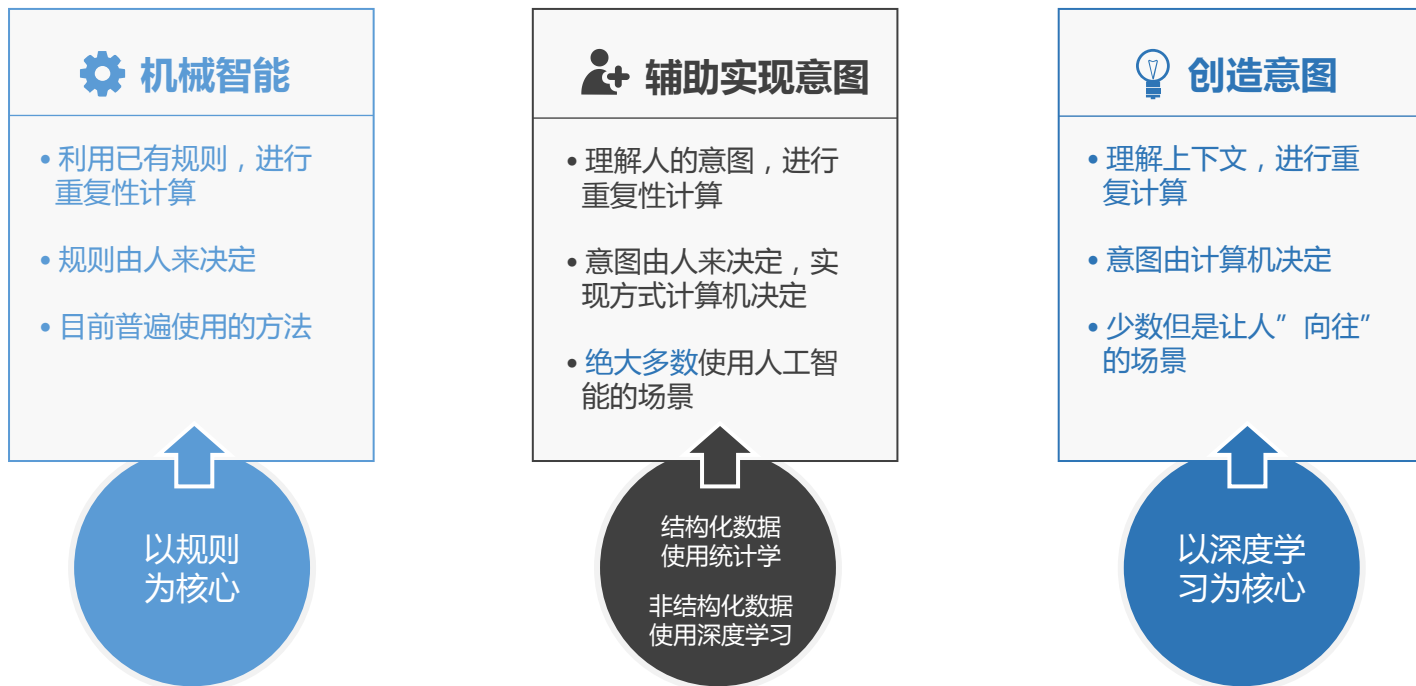 机械智能
• 利用已有规则，进行
重复性计算
• 规则由人来决定
• 目前普遍使用的方法
以规则
为核心
辅助实现意图
• 理解人的意图，进行
重复性计算
• 意图由人来决定，实
现方式计算机决定
• 绝大多数使用人工智
能的场景
结构化数据
使用统计学
非结构化数据
使用深度学习
创造意图
• 理解上下文，进行重
复计算
• 意图由计算机决定
• 少数但是让人”向往”
的场景
以深度学
习为核心